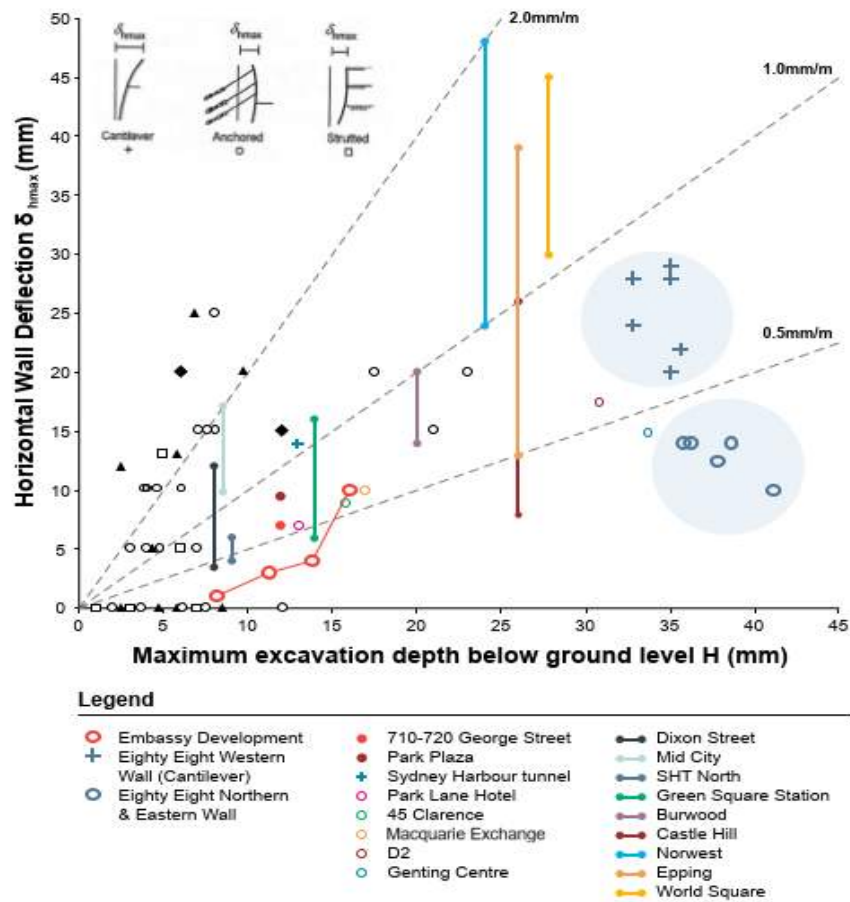 50
45
40
35
30
25
20
15
10
5
0
Horizontal Wall Deflection δhmax (mm)
δhmax
δhmax
δhmax
Cantilever
Anchored
Strutted
2.0mm/m
1.0mm/m
0.5mm/m
0 5 10 15 20 25 30 35 40 45
Maximum excavation depth below ground level H (mm)
Legend
Embassy Development
Eighty Eight Western
Wall (Cantilever)
Eighty Eight Northern
& Eastern Wall
710-720 George Street
Park Plaza
Sydney Harbour tunnel
Park Lane Hotel
45 Clarence
Macquarie Exchange
D2
Genting Centre
Dixon Street
Mid City
SHT North
Green Square Station
Burwood
Castle Hill
Norwest
Epping
World Square